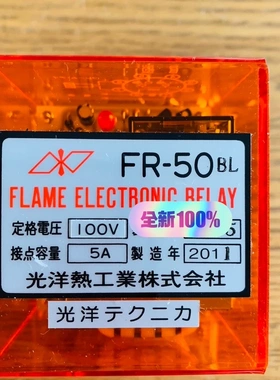 FR-50BL
FLAME ELECTRONIC RELAY
定格電圧 100V
全新100%
接点容量 5A 製造年 2011
光洋熱工業株式会社
光洋テクニカ